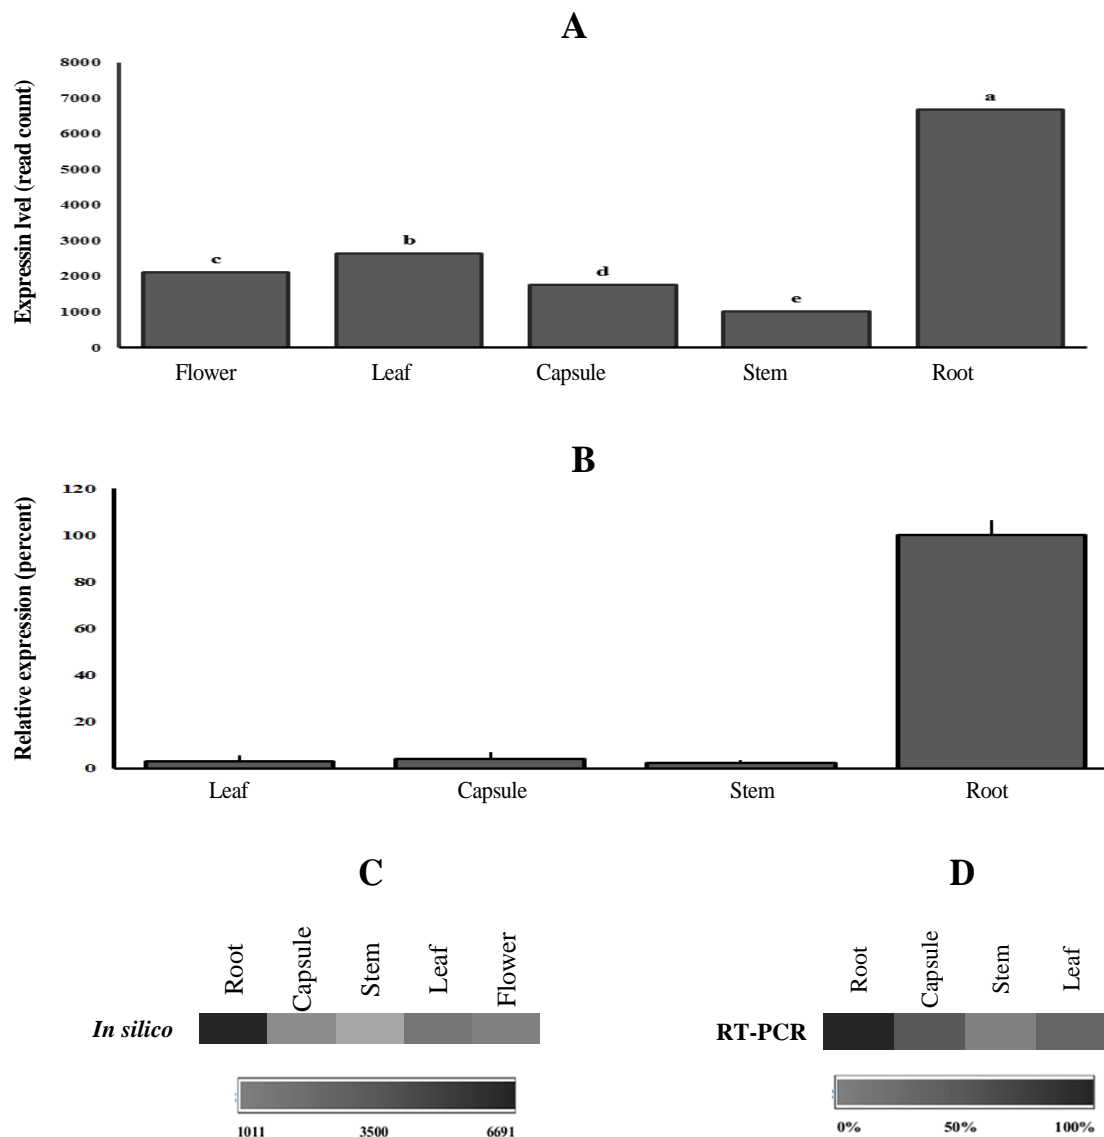 A
Expressin lvel (read count)
8000
7000
6000
5000
4000
3000
2000
1000
0
c
b
d
e
a
Flower Leaf Capsule Stem Root
B
Relative expression (percent)
120
100
80
60
40
20
0
Leaf Capsule Stem Root
C
Root Capsule Stem Leaf Flower
In silico
1011 3500 6691
D
Root Capsule Stem Leaf
RT-PCR
0% 50% 100%